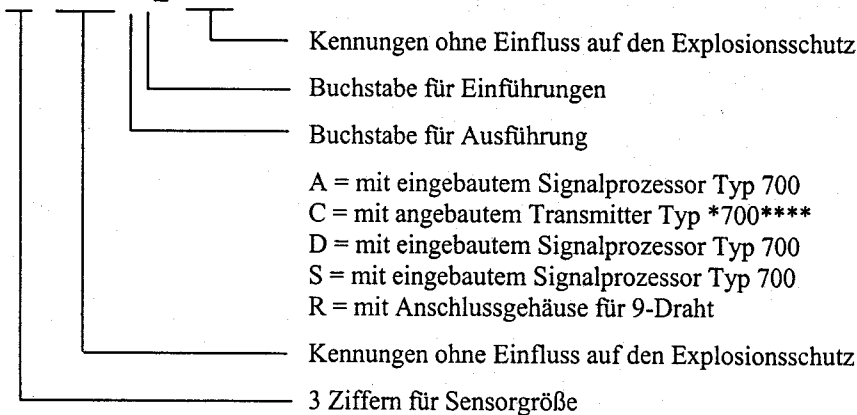 Kennungen ohne Einfluss auf den Explosionsschutz
Buchstabe für Einführungen
Buchstabe für Ausführung
A = mit eingebautem Signalprozessor Typ 700
C = mit angebautem Transmitter Typ *700****
D = mit eingebautem Signalprozessor Typ 700
S = mit eingebautem Signalprozessor Typ 700
R = mit Anschlussgehäuse für 9-Draht
Kennungen ohne Einfluss auf den Explosionsschutz
3 Ziffern für Sensorgröße